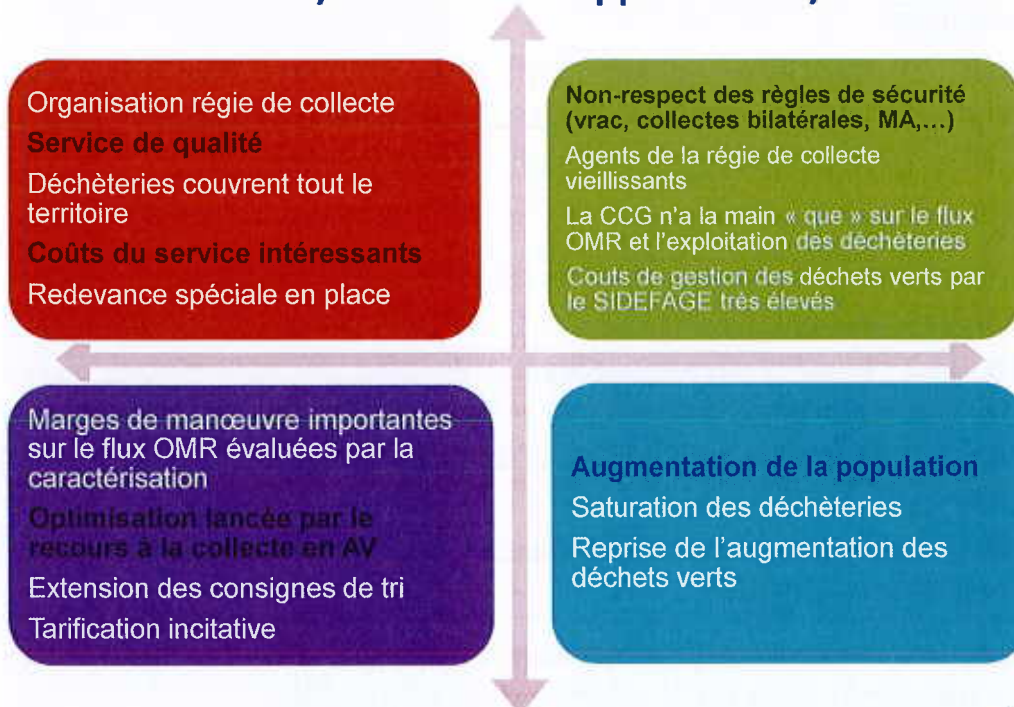 Organisation régie de collecte
Service de qualité
Déchèteries couvrent tout le
territoire
Coûts du service intéressants
Redevance spéciale en place
Non-respect des règles de sécurité
(vrac, collectes bilatérales, MA,…)
Agents de la régie de collecte
vieillissants
La CCG n'a la main « que » sur le flux
OMR et l'exploitation des déchèteries
Couts de gestion des déchets verts par
le SIDEFAGE très élevés
Marges de manœuvre importantes
sur le flux OMR évaluées par la
caractérisation
Optimisation lancée par le
recours à la collecte en AV
Extension des consignes de tri
Tarification incitative
Augmentation de la population
Saturation des déchèteries
Reprise de l'augmentation des
déchets verts